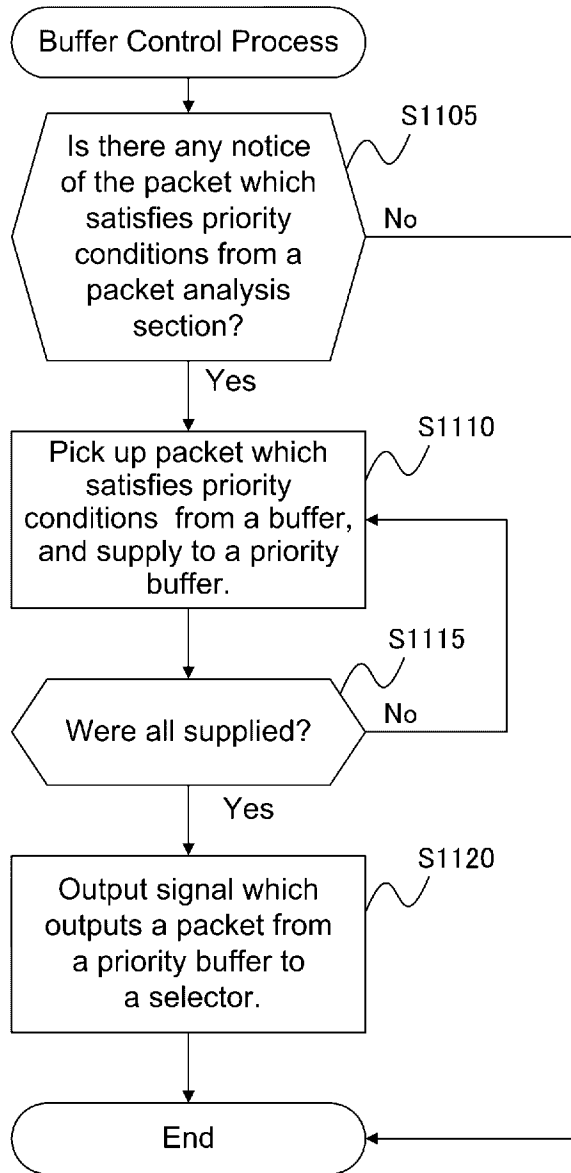 Buffer Control Process
S1105
Is there any notice
of the packet which
satisfies priority
conditions from a
packet analysis
section?
No
Yes
S1110
Pick up packet which
satisfies priority
conditions from a buffer,
and supply to a priority
buffer.
S1115
Were all supplied?
No
Yes
S1120
Output signal which
outputs a packet from
a priority buffer to
a selector.
End